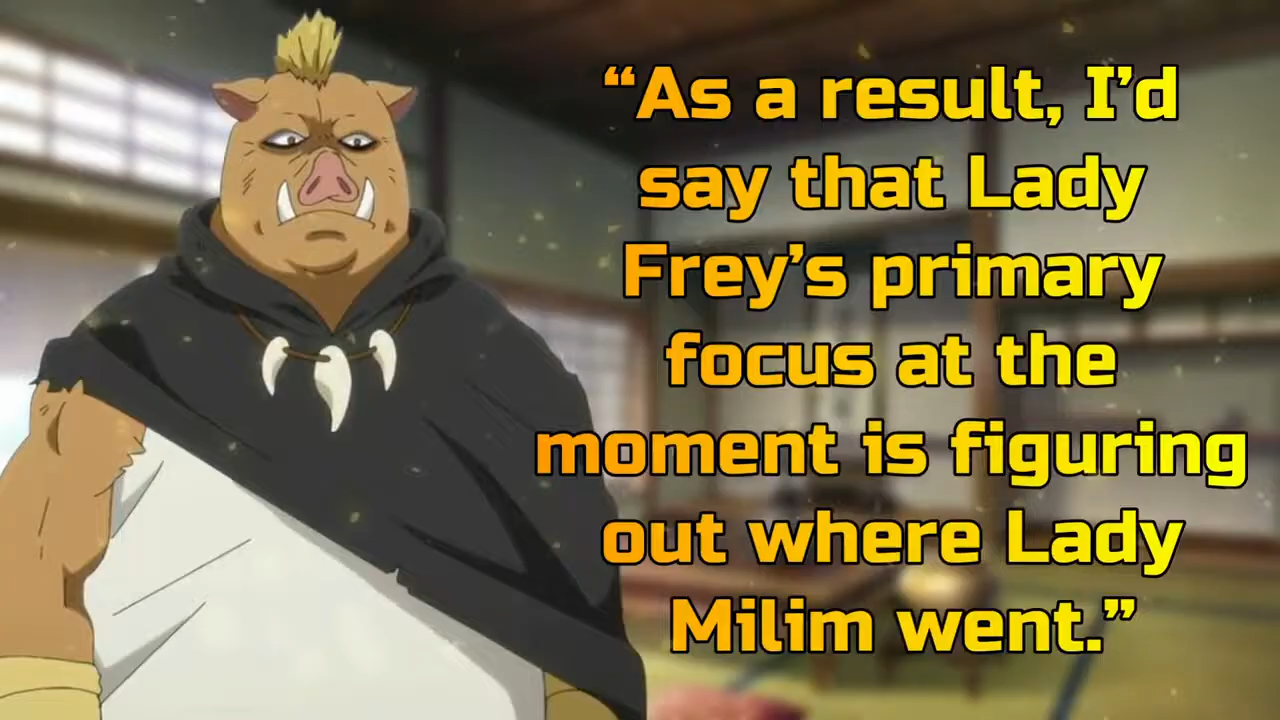 “As a result, I’d
say that Lady
Frey’s primary
focus at the
moment is figuring
out where Lady
Milim went.”